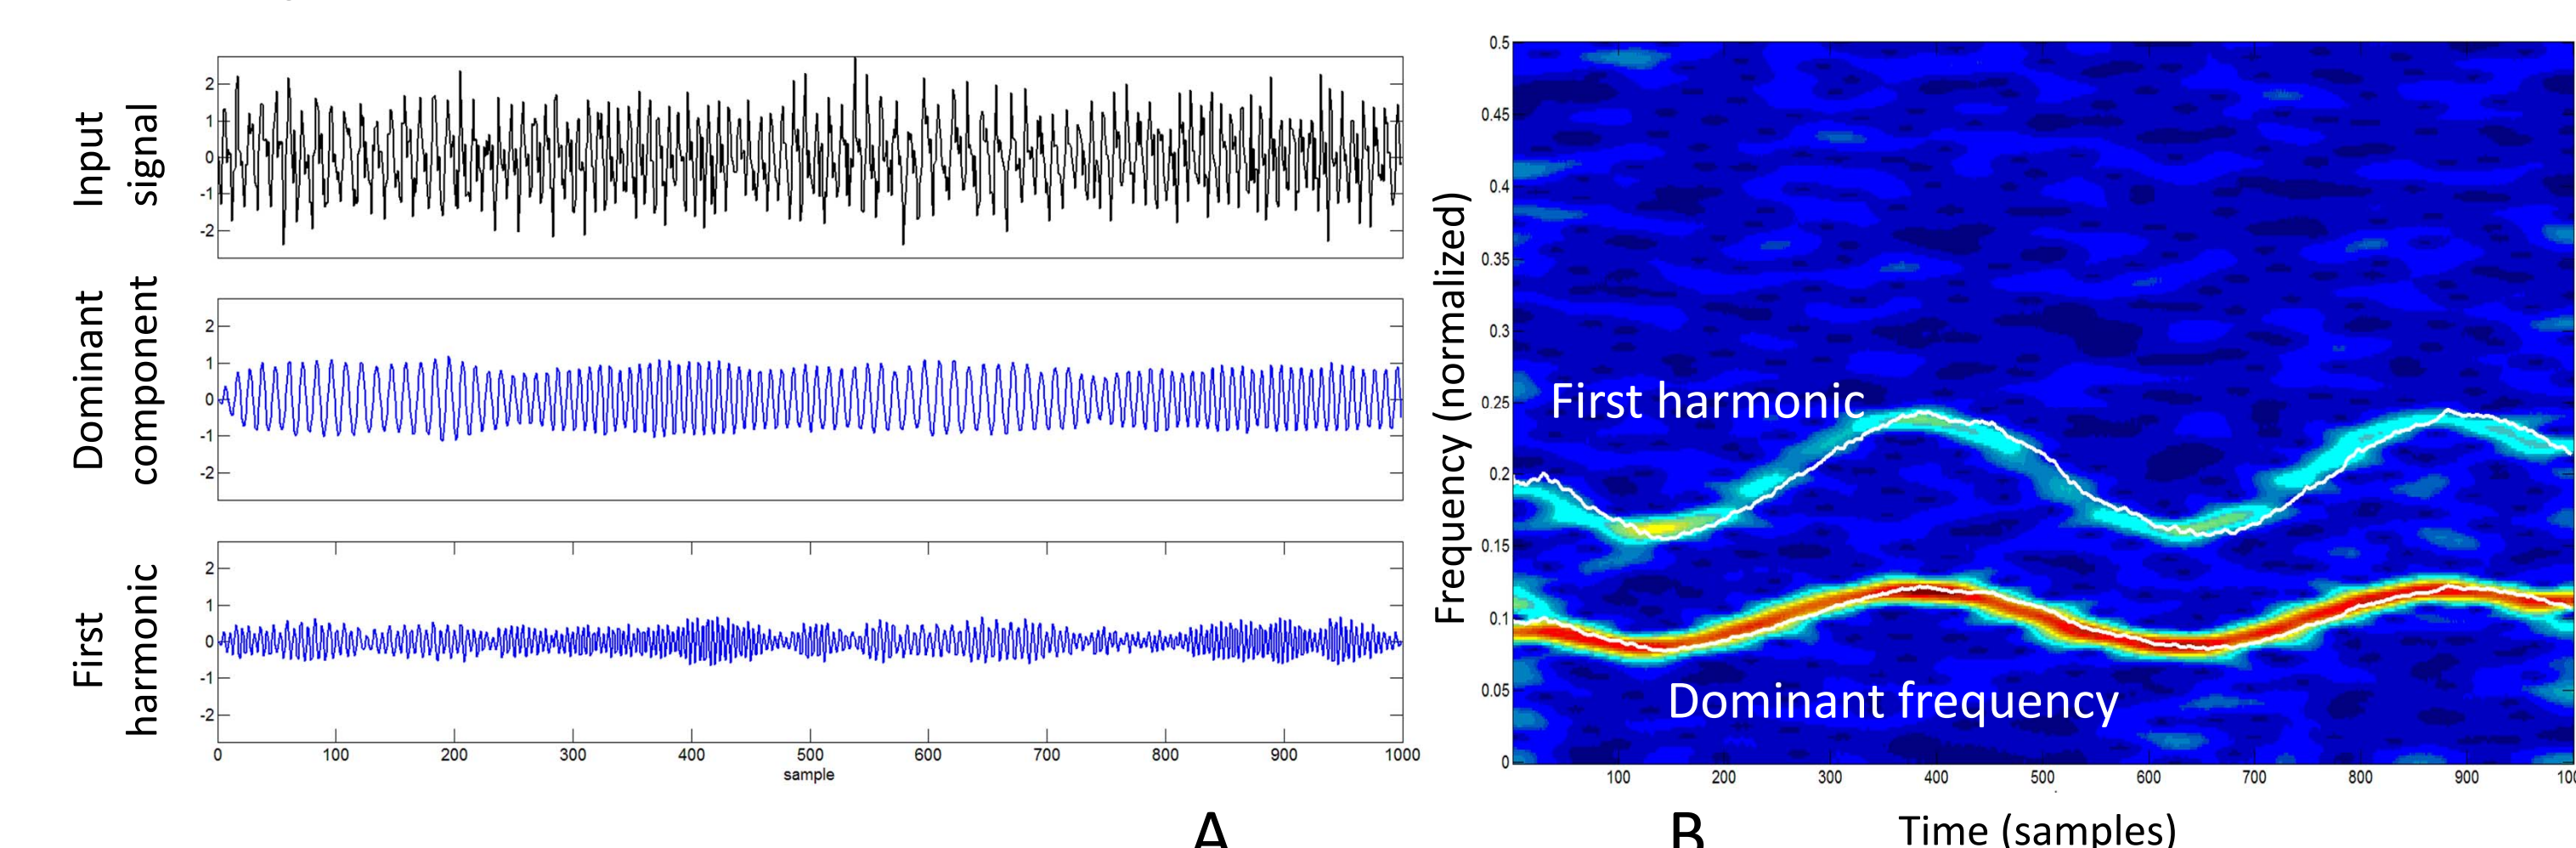 Input
signal
2
1
0
-1
-2
Dominant
component
2
1
0
-1
-2
First
harmonic
2
1
0
-1
-2
0 100 200 300 400 500 600 700 800 900 1000
sample
A
Frequency (normalized)
0.5
0.45
0.4
0.35
0.3
0.25
0.2
0.15
0.1
0.05
0
First harmonic
Dominant frequency
100 200 300 400 500 600 700 800 900 100
Time (samples)
B